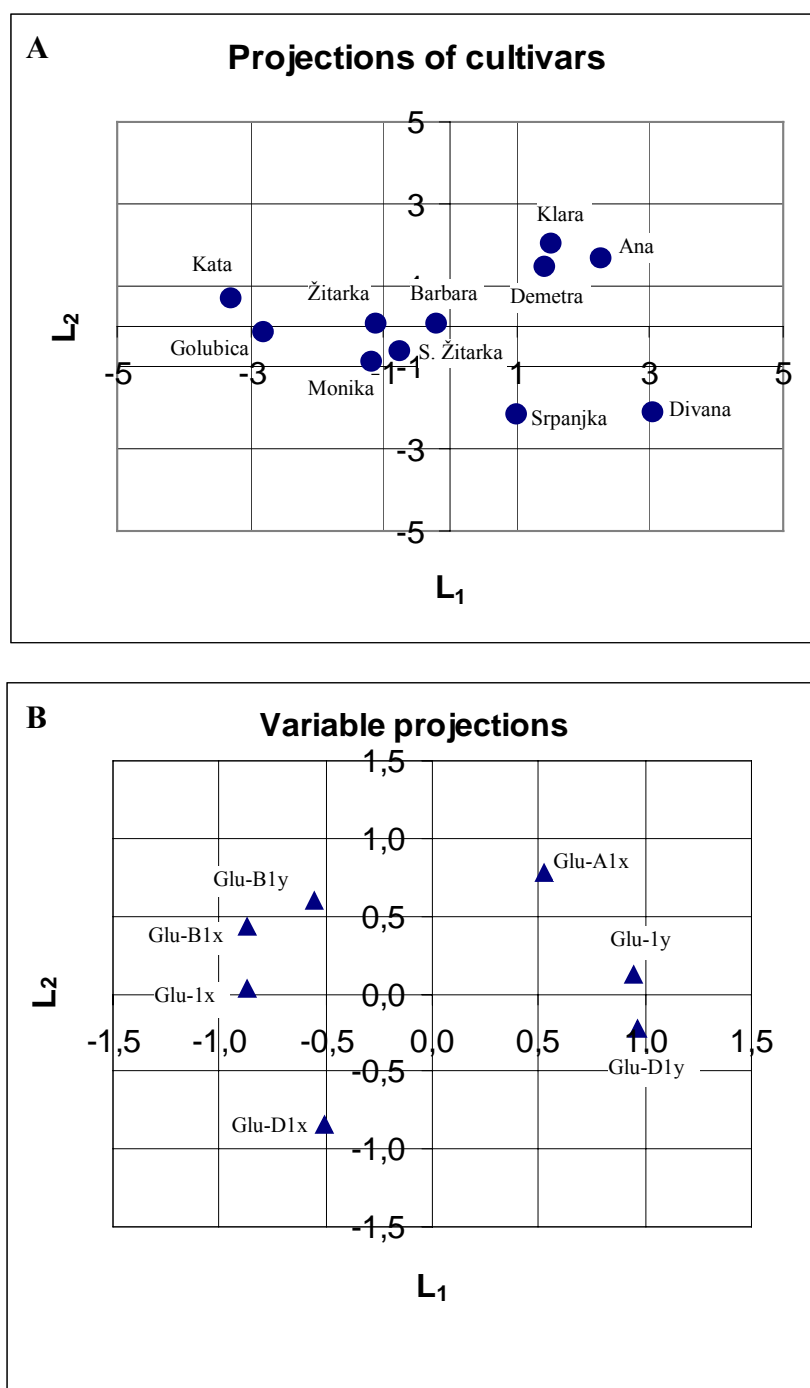 A
Projections of cultivars
5
3
Klara
Ana
Kata
Žitarka
Barbara
Demetra
L2
Golubica
S. Žitarka
Monika
-5
-3
-1
-1
1
3
5
Srpanjka
Divana
-3
-5
L1
B
Variable projections
1,5
1,0
Glu-A1x
Glu-B1y
0,5
Glu-B1x
Glu-1y
L2
Glu-1x
0,0
-1,5
-1,0
-0,5
0,0
0,5
1,0
1,5
-0,5
Glu-D1y
Glu-D1x
-1,0
-1,5
L1